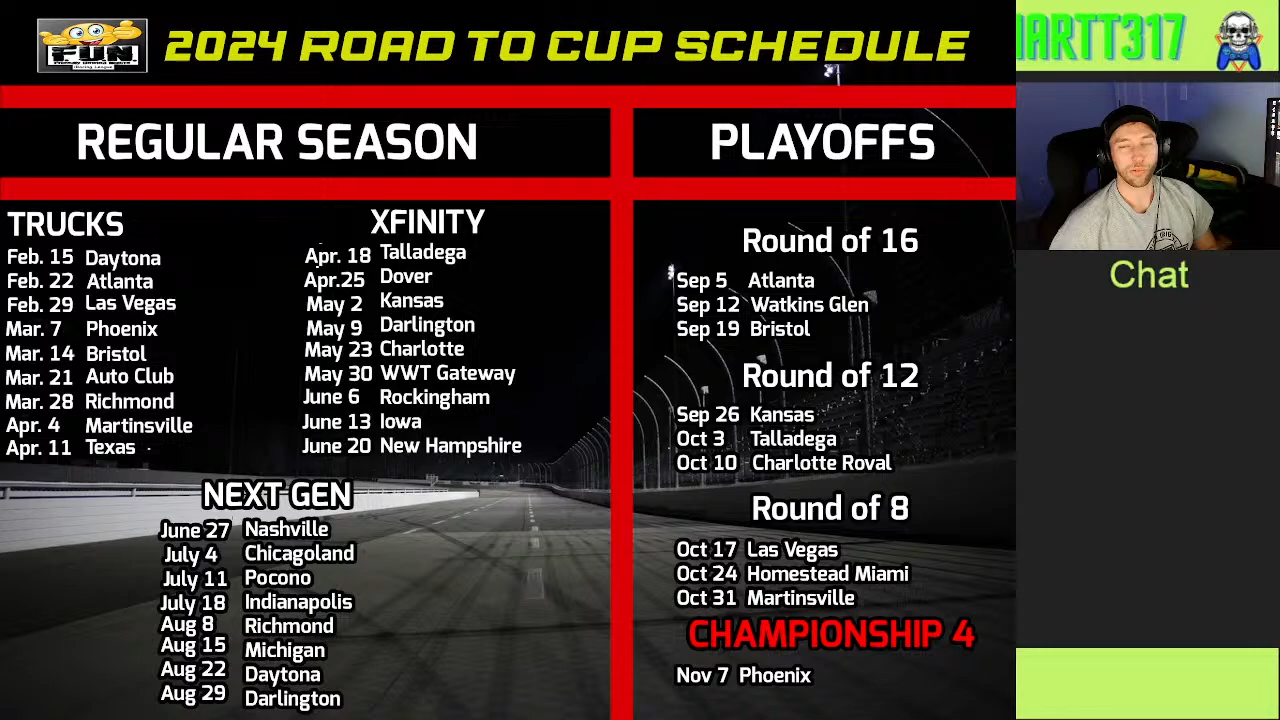 F.U.N.
2024 ROAD TO CUP SCHEDULE
IARTT317
REGULAR SEASON
PLAYOFFS
TRUCKS
Feb. 15 Daytona
Feb. 22 Atlanta
Feb. 29 Las Vegas
Mar. 7 Phoenix
Mar. 14 Bristol
Mar. 21 Auto Club
Mar. 28 Richmond
Apr. 4 Martinsville
Apr. 11 Texas
XFINITY
Apr. 18 Talladega
Apr.25 Dover
May 2 Kansas
May 9 Darlington
May 23 Charlotte
May 30 WWT Gateway
June 6 Rockingham
June 13 Iowa
June 20 New Hampshire
NEXT GEN
June 27 Nashville
July 4 Chicagoland
July 11 Pocono
July 18 Indianapolis
Aug 8 Richmond
Aug 15 Michigan
Aug 22 Daytona
Aug 29 Darlington
Round of 16
Sep 5 Atlanta
Sep 12 Watkins Glen
Sep 19 Bristol
Round of 12
Sep 26 Kansas
Oct 3 Talladega
Oct 10 Charlotte Roval
Round of 8
Oct 17 Las Vegas
Oct 24 Homestead Miami
Oct 31 Martinsville
CHAMPIONSHIP 4
Nov 7 Phoenix
Chat